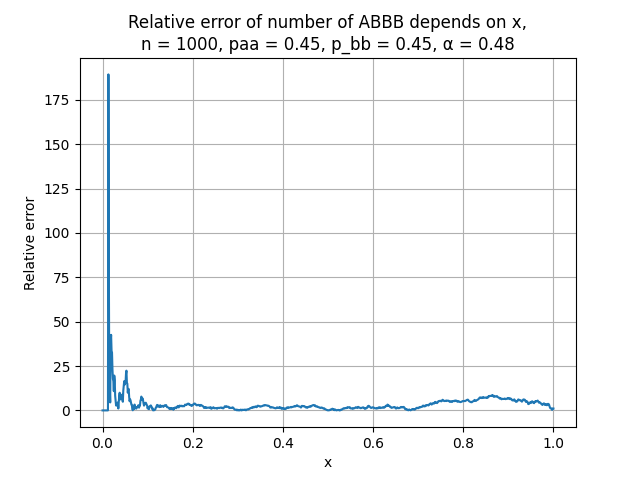 Relative error of number of ABBB depends on x,
n = 1000, paa = 0.45, p_bb = 0.45, α = 0.48
175
150
125
100
75
50
25
0
Relative error
0.0 0.2 0.4 0.6 0.8 1.0
x